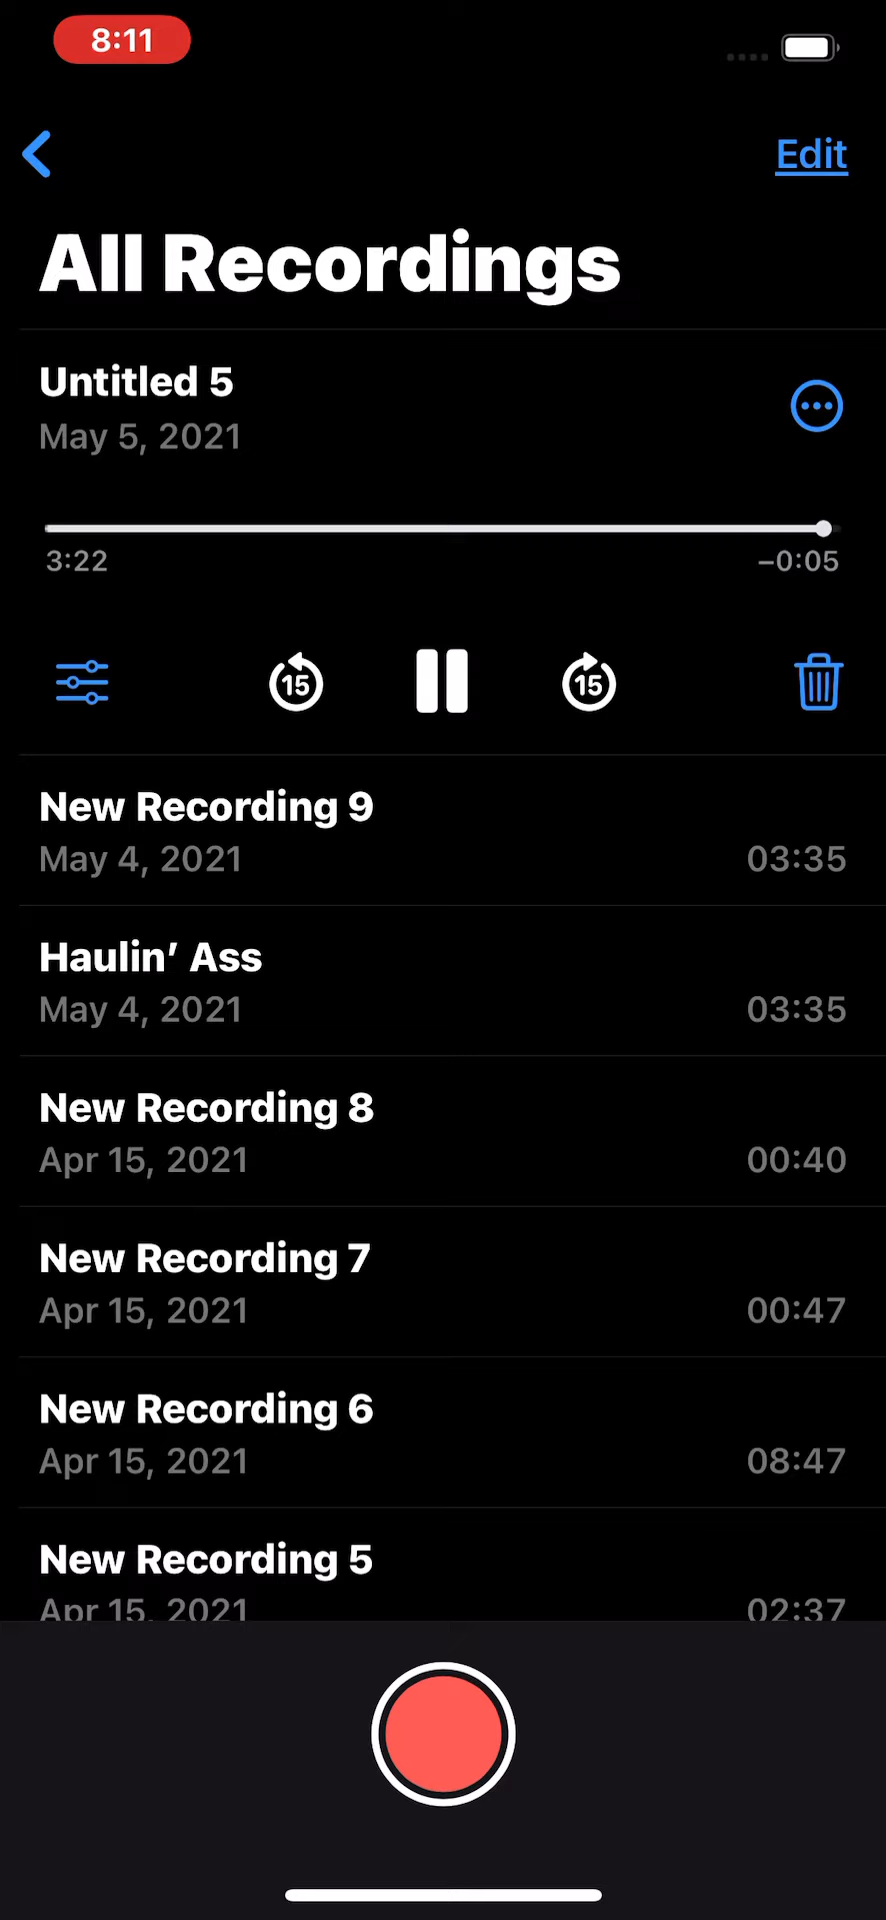 8:11
Edit
All Recordings
Untitled 5
May 5, 2021
3:22 −0:05
15 15
New Recording 9
May 4, 2021 03:35
Haulin’ Ass
May 4, 2021 03:35
New Recording 8
Apr 15, 2021 00:40
New Recording 7
Apr 15, 2021 00:47
New Recording 6
Apr 15, 2021 08:47
New Recording 5
Apr 15, 2021 02:37